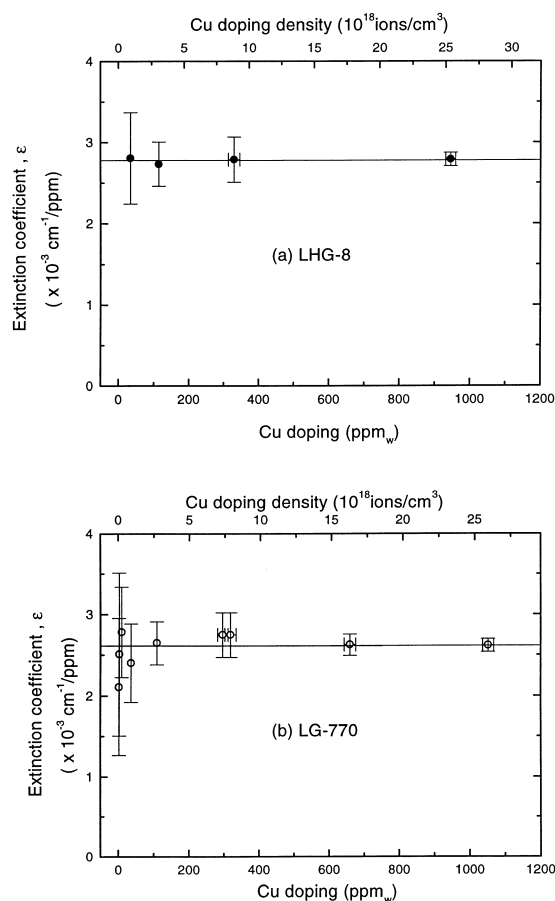 Cu doping density (10¹⁸ions/cm³)
0 5 10 15 20 25 30
4
3
2
1
0
Extinction coefficient , ε
( x 10⁻³ cm⁻¹/ppm)
(a) LHG-8
0 200 400 600 800 1000 1200
Cu doping (ppm_w)
Cu doping density (10¹⁸ions/cm³)
0 5 10 15 20 25 30
4
3
2
1
0
Extinction coefficient , ε
( x 10⁻³ cm⁻¹/ppm)
(b) LG-770
0 200 400 600 800 1000 1200
Cu doping (ppm_w)